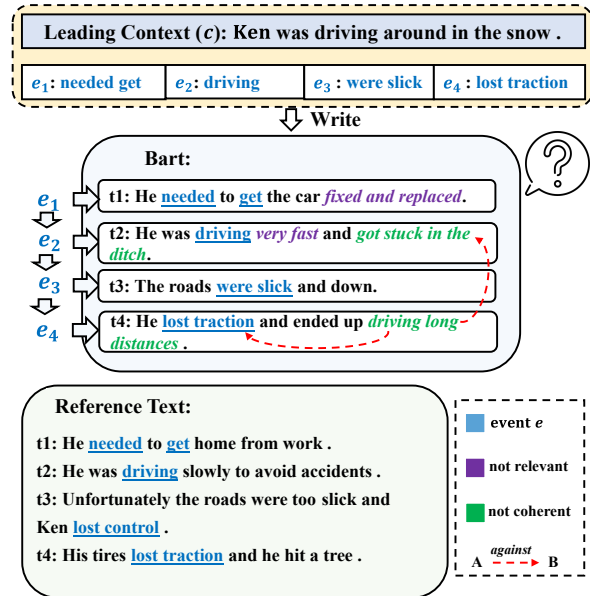 Leading Context (c): Ken was driving around in the snow .
e1: needed get e2: driving e3 : were slick e4 : lost traction
Write
Bart:
e1 t1: He needed to get the car fixed and replaced.
e2 t2: He was driving very fast and got stuck in the
ditch.
e3 t3: The roads were slick and down.
e4 t4: He lost traction and ended up driving long
distances .
Reference Text:
t1: He needed to get home from work .
t2: He was driving slowly to avoid accidents .
t3: Unfortunately the roads were too slick and
Ken lost control .
t4: His tires lost traction and he hit a tree .
event e
not relevant
not coherent
A against B
?